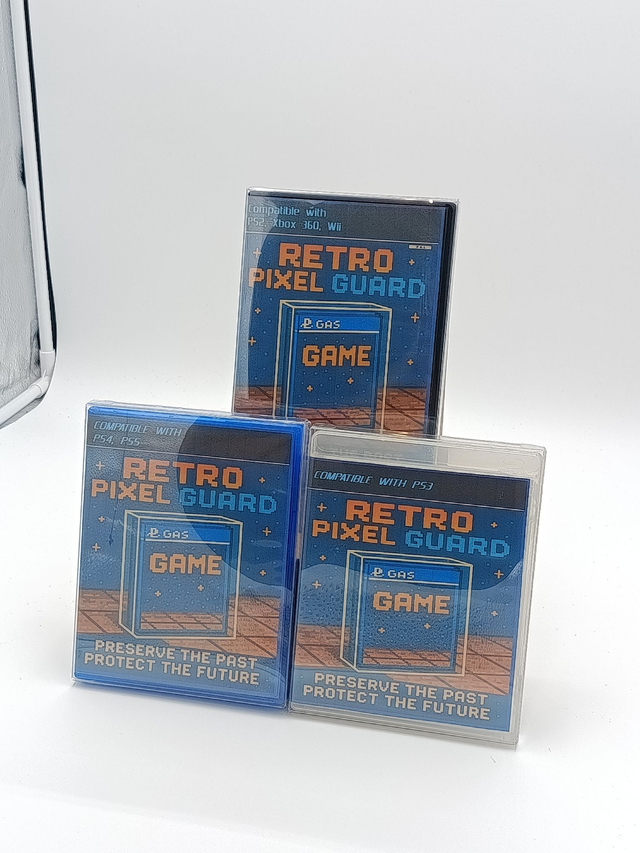 Compatible with
PS2, Xbox 360, Wii
PAL
RETRO
PIXEL GUARD
GAS
GAME
COMPATIBLE WITH
PS4, PS5
RETRO
PIXEL GUARD
GAS
GAME
PRESERVE THE PAST
PROTECT THE FUTURE
COMPATIBLE WITH PS3
RETRO
PIXEL GUARD
GAS
GAME
PRESERVE THE PAST
PROTECT THE FUTURE